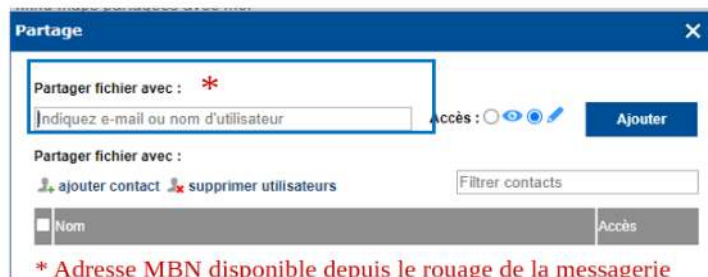 Partage
Partager fichier avec : *
Indiquez e-mail ou nom d'utilisateur
Accès :
Ajouter
Partager fichier avec :
ajouter contact supprimer utilisateurs
Filtrer contacts
Nom
Accès
* Adresse MBN disponible depuis le rouage de la messagerie